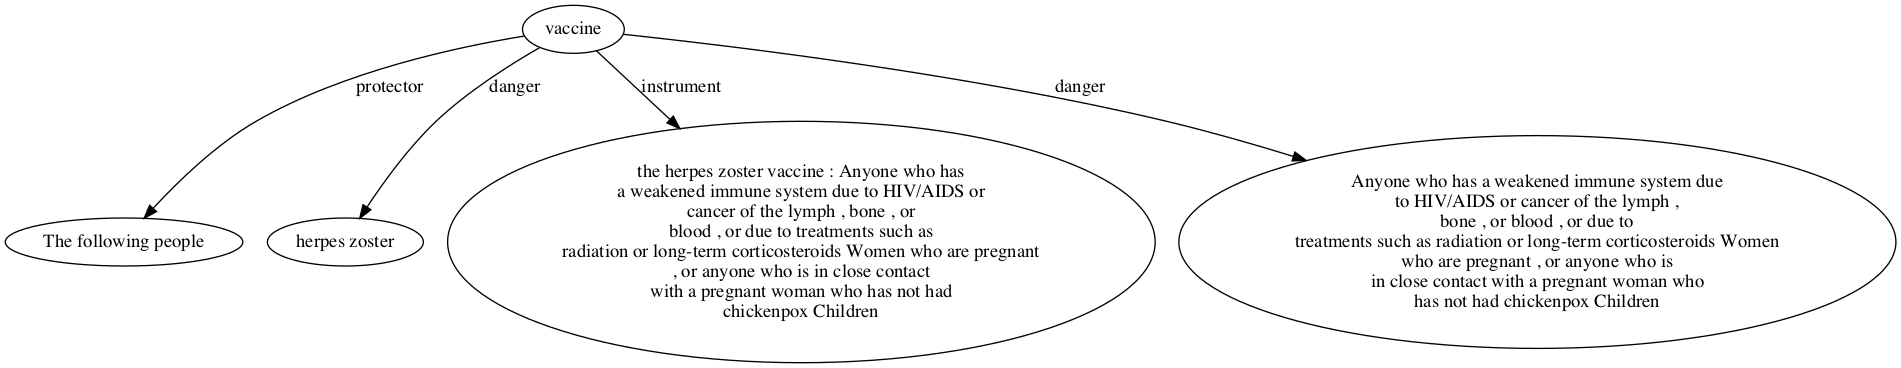 vaccine
protector
danger
instrument
danger
The following people
herpes zoster
the herpes zoster vaccine : Anyone who has
a weakened immune system due to HIV/AIDS or
cancer of the lymph , bone , or
blood , or due to treatments such as
radiation or long-term corticosteroids Women who are pregnant
, or anyone who is in close contact
with a pregnant woman who has not had
chickenpox Children
Anyone who has a weakened immune system due
to HIV/AIDS or cancer of the lymph ,
bone , or blood , or due to
treatments such as radiation or long-term corticosteroids Women
who are pregnant , or anyone who is
in close contact with a pregnant woman who
has not had chickenpox Children